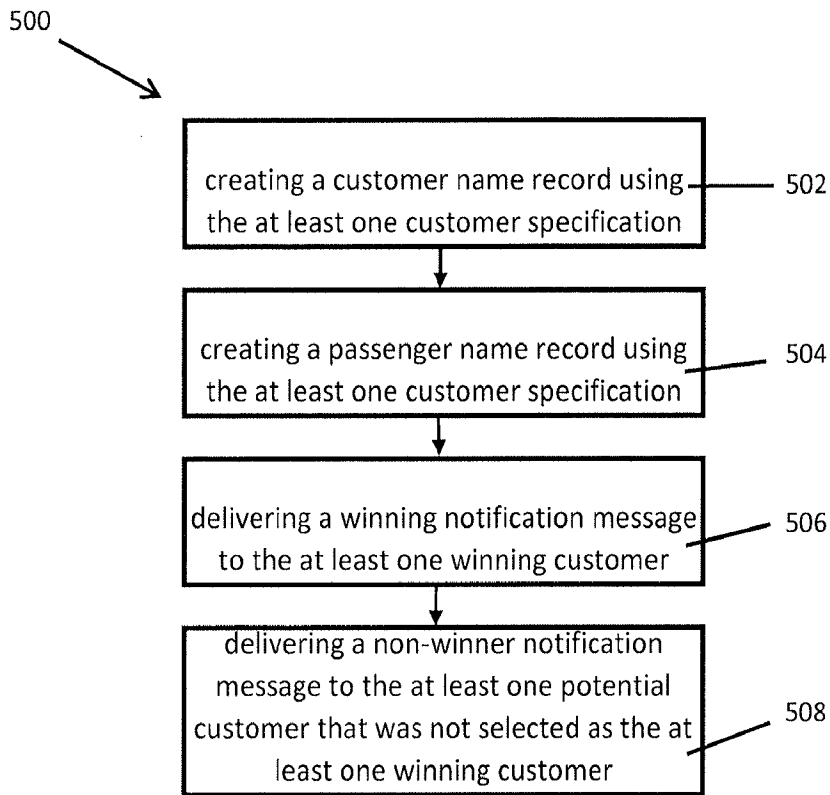 500
creating a customer name record using
the at least one customer specification
502
creating a passenger name record using
the at least one customer specification
504
delivering a winning notification message
to the at least one winning customer
506
delivering a non-winner notification
message to the at least one potential
customer that was not selected as the at
least one winning customer
508